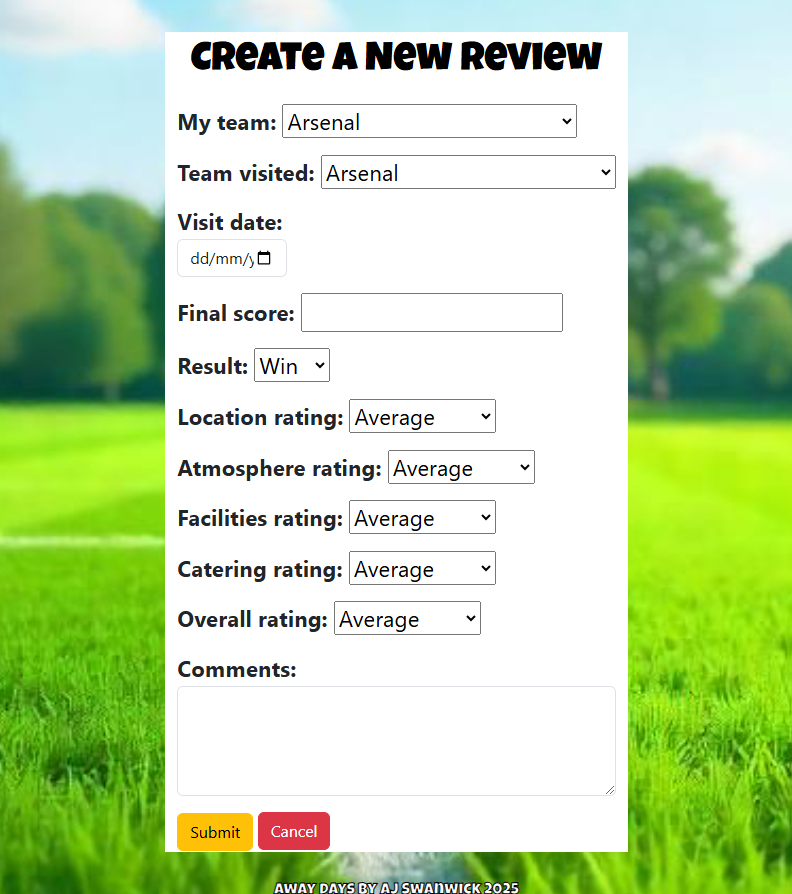 Create a New Review
My team: Arsenal
Team visited: Arsenal
Visit date:
dd/mm/y
Final score:
Result: Win
Location rating: Average
Atmosphere rating: Average
Facilities rating: Average
Catering rating: Average
Overall rating: Average
Comments:
Submit Cancel
Away Days by AJ Swanwick 2025